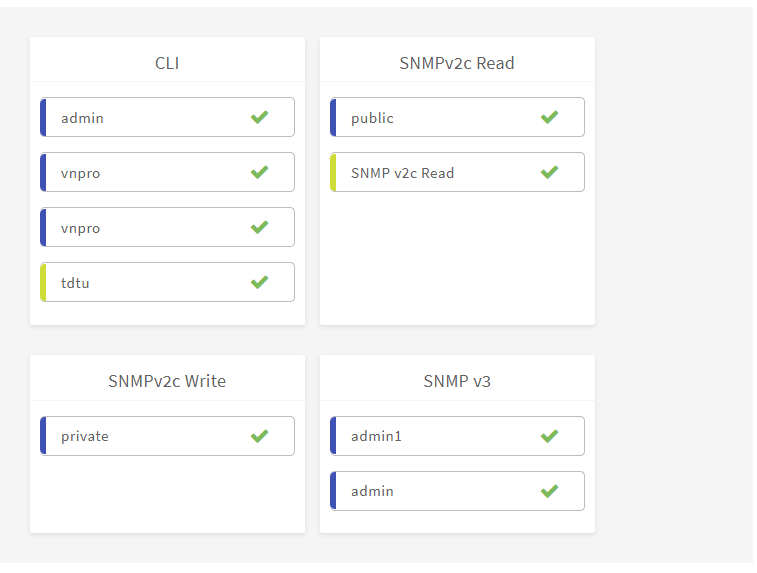 CLI
admin
vnpro
vnpro
tdtu
SNMPv2c Read
public
SNMP v2c Read
SNMPv2c Write
private
SNMP v3
admin1
admin